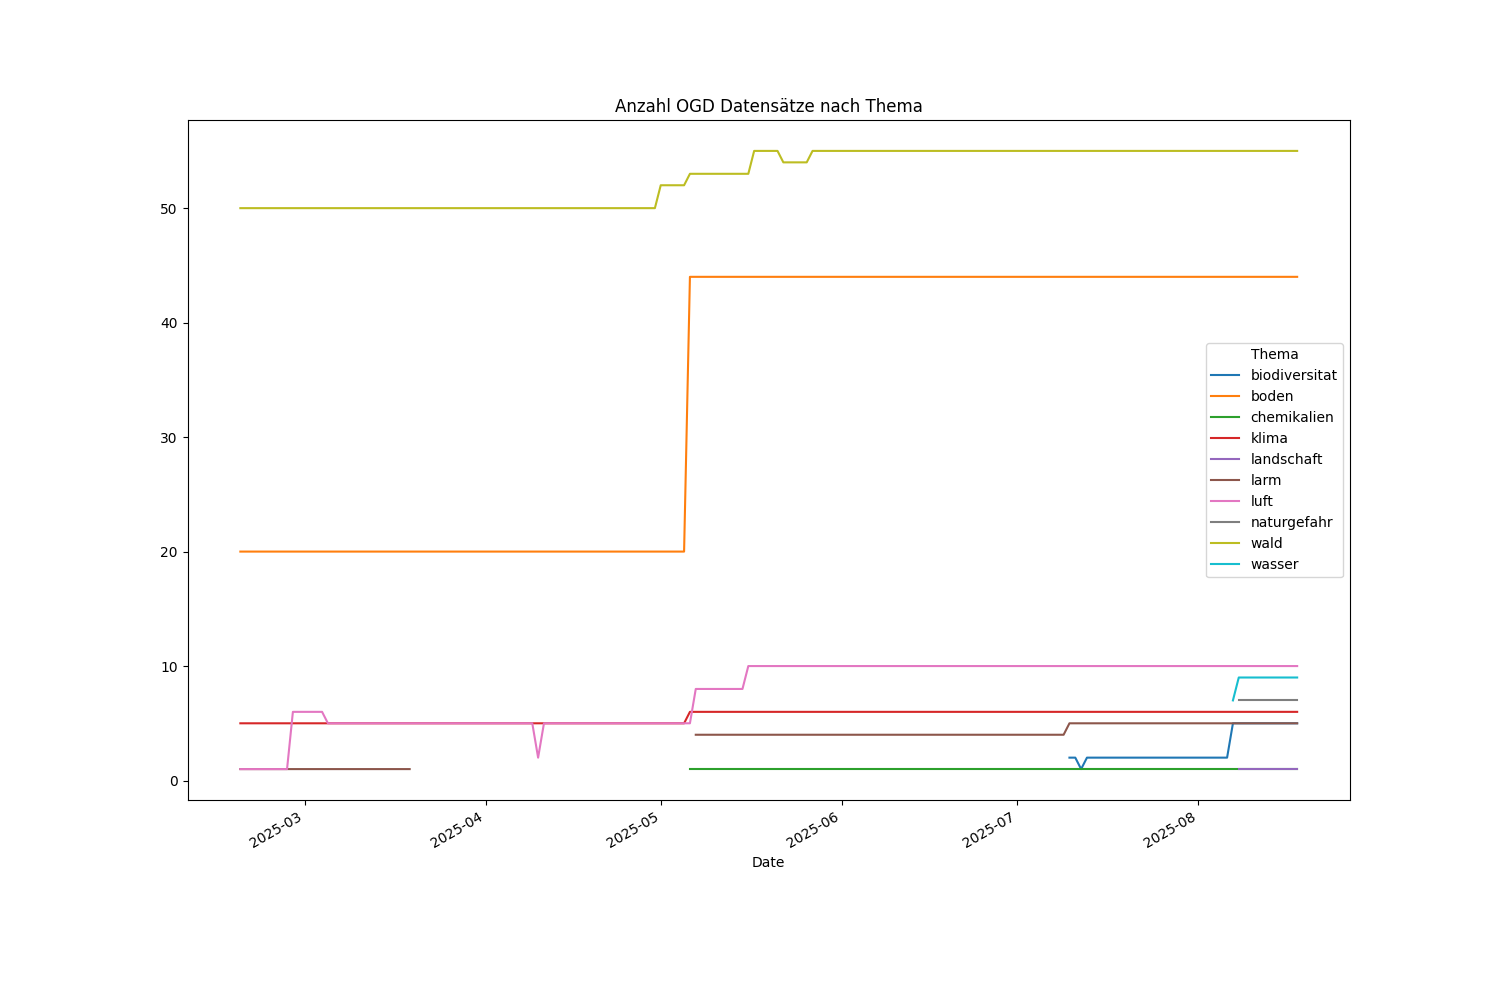 Anzahl OGD Datensätze nach Thema
50
40
30
20
10
0
Thema
biodiversitat
boden
chemikalien
klima
landschaft
larm
luft
naturgefahr
wald
wasser
2025-03
2025-04
2025-05
2025-06
2025-07
2025-08
Date